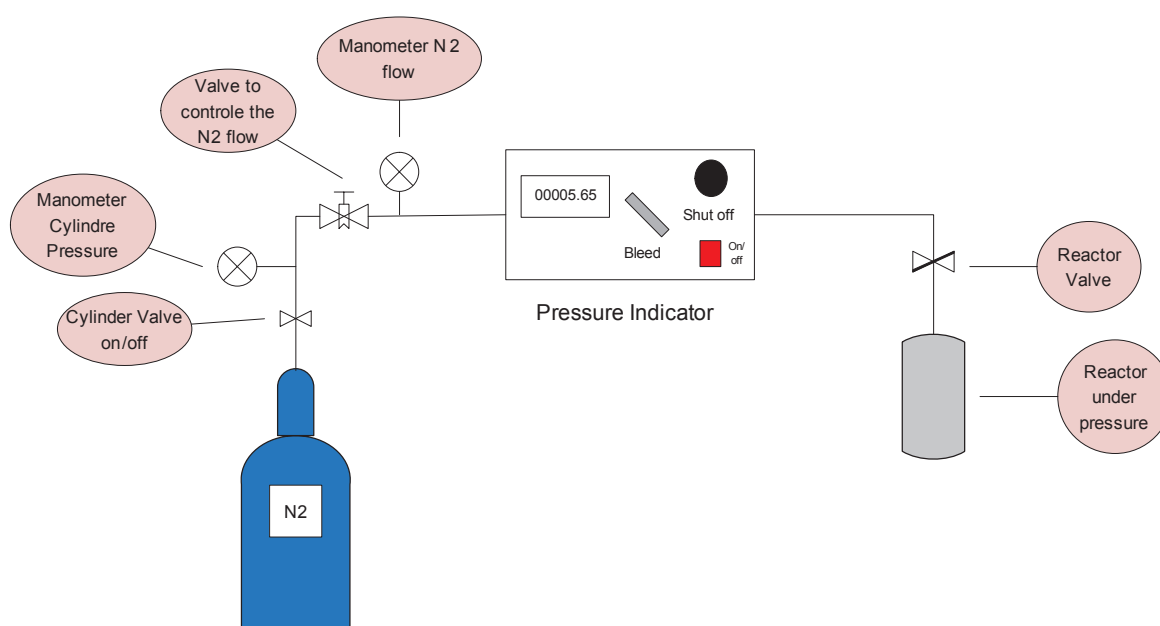 Manometer N2
flow
Valve to
controle the
N2 flow
Manometer
Cylindre
Pressure
Cylinder Valve
on/off
N2
00005.65
Bleed
Shut off
On/
off
Pressure Indicator
Reactor
Valve
Reactor
under
pressure